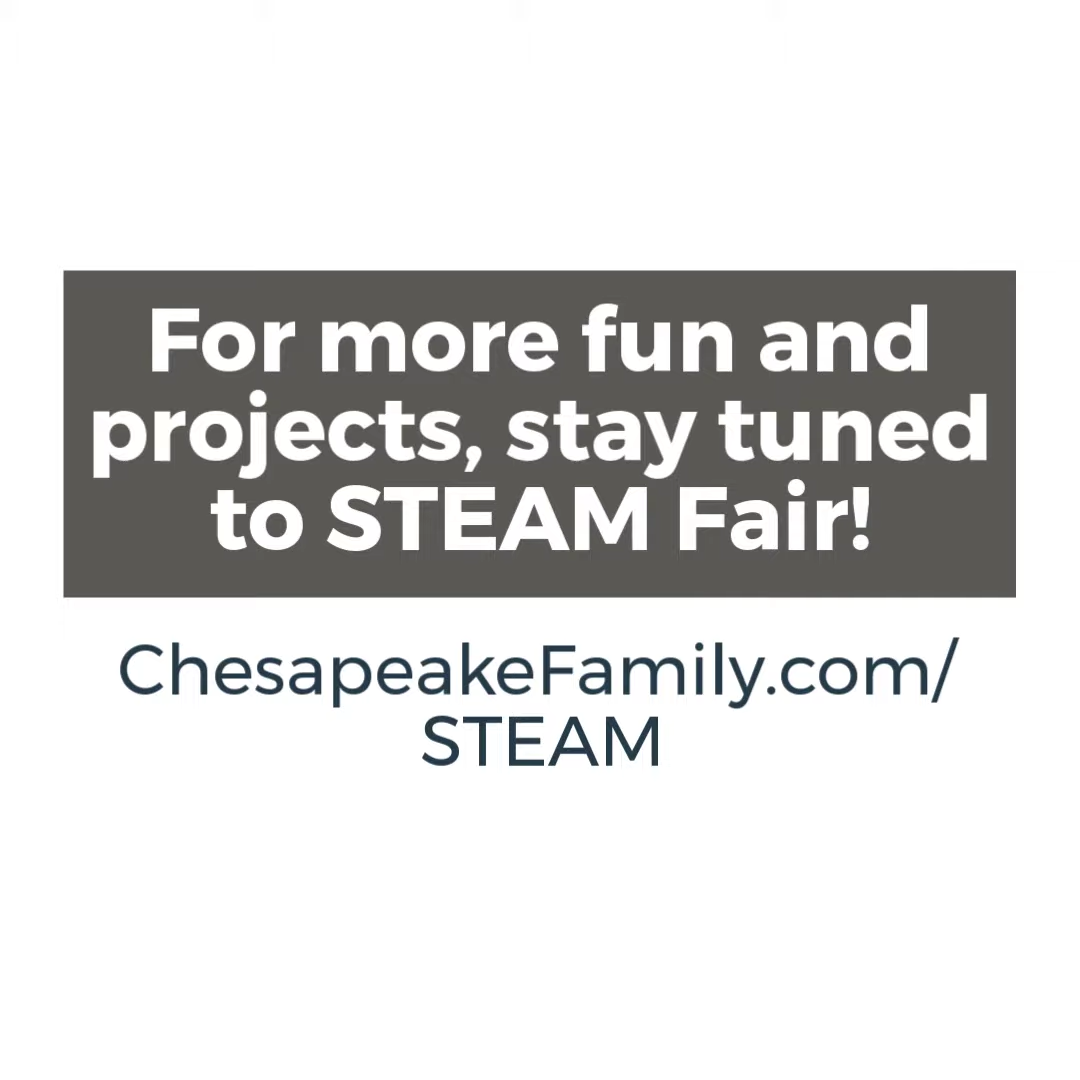 For more fun and
projects, stay tuned
to STEAM Fair!
ChesapeakeFamily.com/
STEAM